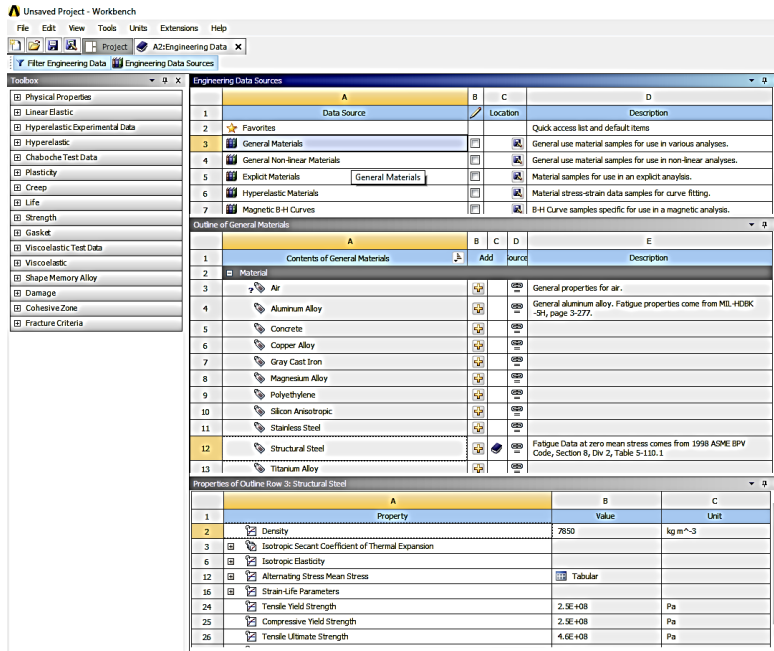 Unsaved Project - Workbench
File Edit View Tools Units Extensions Help
Project A2:Engineering Data
Filter Engineering Data Engineering Data Sources
Toolbox
Physical Properties
Linear Elastic
Hyperelastic Experimental Data
Hyperelastic
Chaboche Test Data
Plasticity
Creep
Life
Strength
Gasket
Viscoelastic Test Data
Viscoelastic
Shape Memory Alloy
Damage
Cohesive Zone
Fracture Criteria
Engineering Data Sources
A B C D
1 Data Source Location Description
2 Favorites Quick access list and default items
3 General Materials General use material samples for use in various analyses.
4 General Non-linear Materials General use material samples for use in non-linear analyses.
5 Explicit Materials Material samples for use in an explicit anaylsis.
General Materials
6 Hyperelastic Materials Material stress-strain data samples for curve fitting.
7 Magnetic B-H Curves B-H Curve samples specific for use in a magnetic analysis.
Outline of General Materials
A B C D E
1 Contents of General Materials Add Source Description
2 Material
3 ? Air General properties for air.
4 Aluminum Alloy General aluminum alloy. Fatigue properties come from MIL-HDBK
-5H, page 3-277.
5 Concrete
6 Copper Alloy
7 Gray Cast Iron
8 Magnesium Alloy
9 Polyethylene
10 Silicon Anisotropic
11 Stainless Steel
12 Structural Steel Fatigue Data at zero mean stress comes from 1998 ASME BPV
Code, Section 8, Div 2, Table 5-110.1
13 Titanium Alloy
Properties of Outline Row 3: Structural Steel
A B C
1 Property Value Unit
2 Density 7850 kg m^-3
3 Isotropic Secant Coefficient of Thermal Expansion
6 Isotropic Elasticity
12 Alternating Stress Mean Stress Tabular
16 Strain-Life Parameters
24 Tensile Yield Strength 2.5E+08 Pa
25 Compressive Yield Strength 2.5E+08 Pa
26 Tensile Ultimate Strength 4.6E+08 Pa